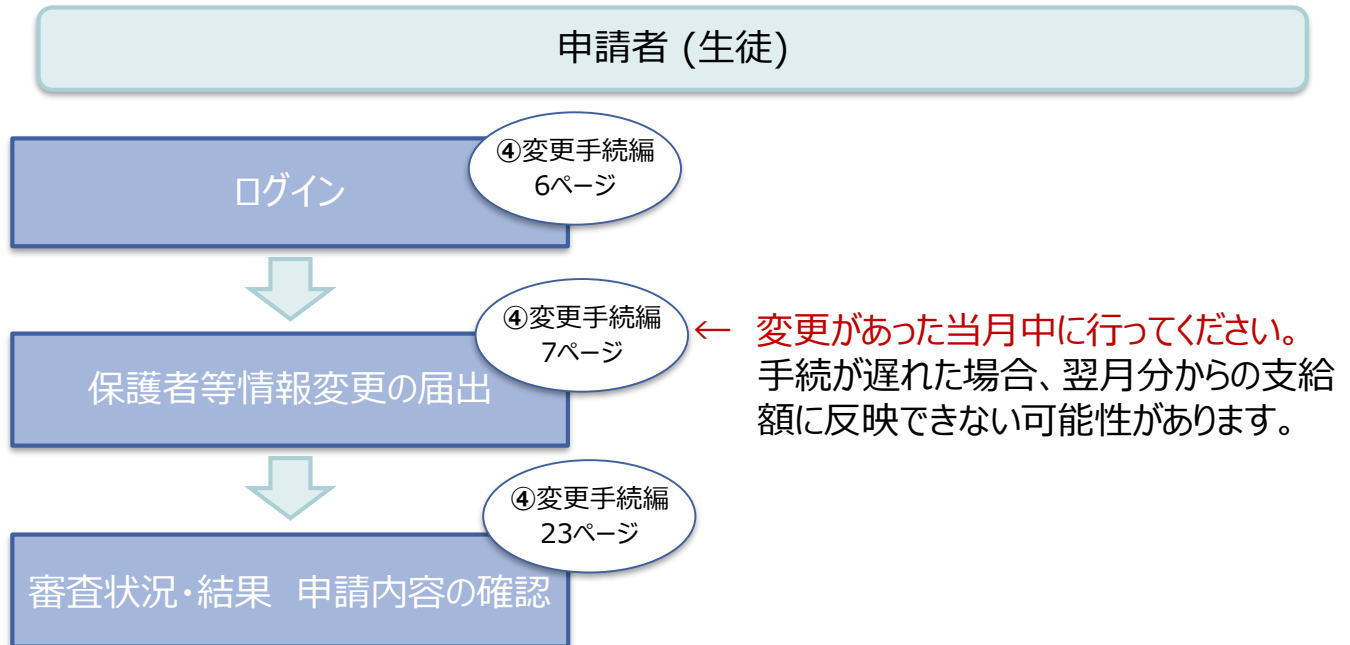 申請者 (生徒)
④変更手続編
6ページ
ログイン
④変更手続編
7ページ
← 変更があった当月中に行ってください。
保護者等情報変更の届出
手続が遅れた場合、翌月分からの支給
額に反映できない可能性があります。
④変更手続編
23ページ
審査状況・結果　申請内容の確認